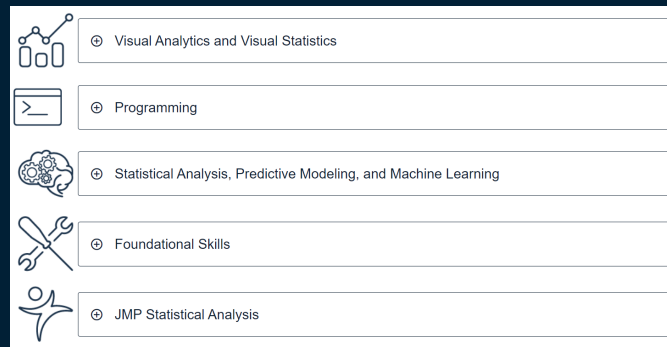 Visual Analytics and Visual Statistics
Programming
Statistical Analysis, Predictive Modeling, and Machine Learning
Foundational Skills
JMP Statistical Analysis